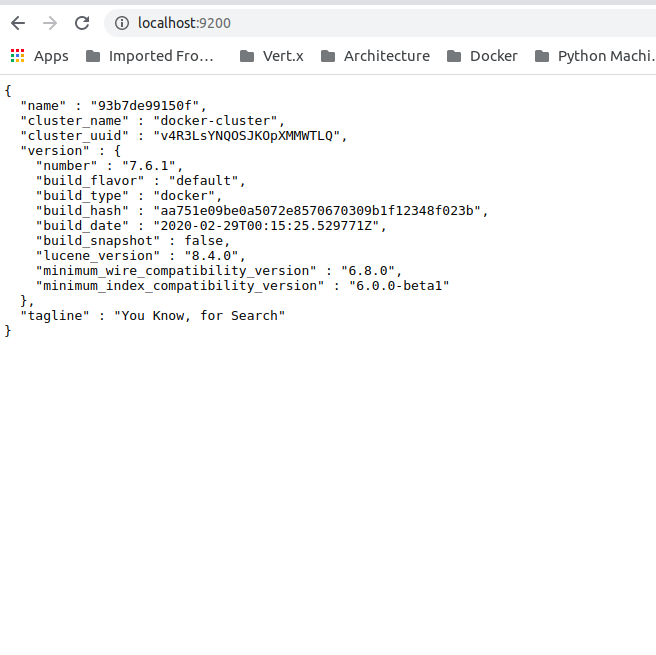 localhost:9200
Apps Imported Fro... Vert.x Architecture Docker Python Machi.
{
  "name" : "93b7de99150f",
  "cluster_name" : "docker-cluster",
  "cluster_uuid" : "v4R3LsYNQOSJKOpXMMWTLQ",
  "version" : {
    "number" : "7.6.1",
    "build_flavor" : "default",
    "build_type" : "docker",
    "build_hash" : "aa751e09be0a5072e8570670309b1f12348f023b",
    "build_date" : "2020-02-29T00:15:25.529771Z",
    "build_snapshot" : false,
    "lucene_version" : "8.4.0",
    "minimum_wire_compatibility_version" : "6.8.0",
    "minimum_index_compatibility_version" : "6.0.0-beta1"
  },
  "tagline" : "You Know, for Search"
}